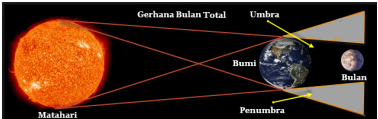 Gerhana Bulan Total
Umbra
Bumi
Bulan
Penumbra
Matahari